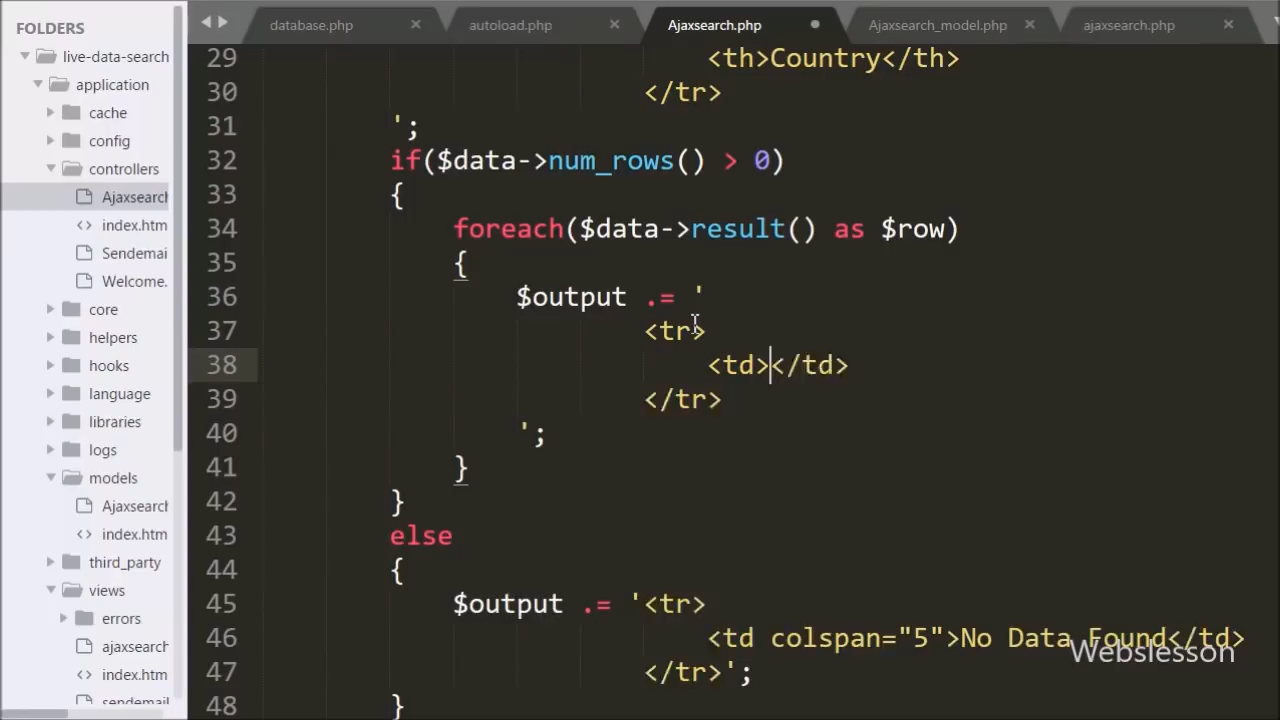 FOLDERS
live-data-search
application
cache
config
controllers
Ajaxsearch
index.htm
Sendemai
Welcome.
core
helpers
hooks
language
libraries
logs
models
Ajaxsearch
index.htm
third_party
views
errors
ajaxsearch
index.htm
sendemail
database.php × autoload.php × Ajaxsearch.php Ajaxsearch_model.php × ajaxsearch.php ×
29 <th>Country</th>
30 </tr>
31 ';
32 if($data->num_rows() > 0)
33 {
34 foreach($data->result() as $row)
35 {
36 $output .= '
37 <tr>
38 <td></td>
39 </tr>
40 ';
41 }
42 }
43 else
44 {
45 $output .= '<tr>
46 <td colspan="5">No Data Found</td>
47 </tr>';
48 }
Webslesson